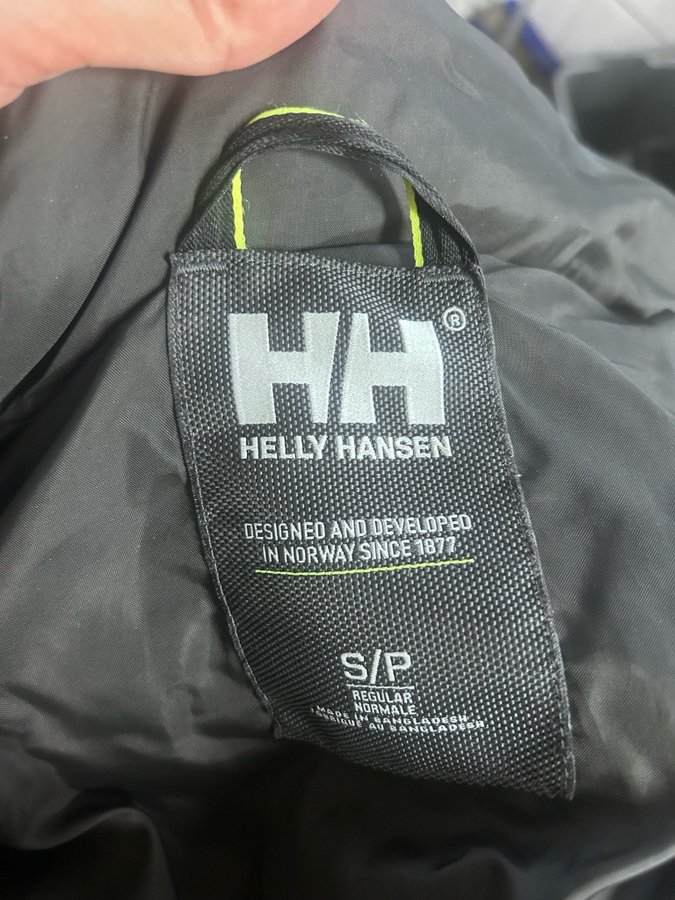 HH®
HELLY HANSEN
DESIGNED AND DEVELOPED
IN NORWAY SINCE 1877
S/P
REGULAR
NORMALE
MADE IN BANGLADESH
FABRIQUÉ AU BANGLADESH